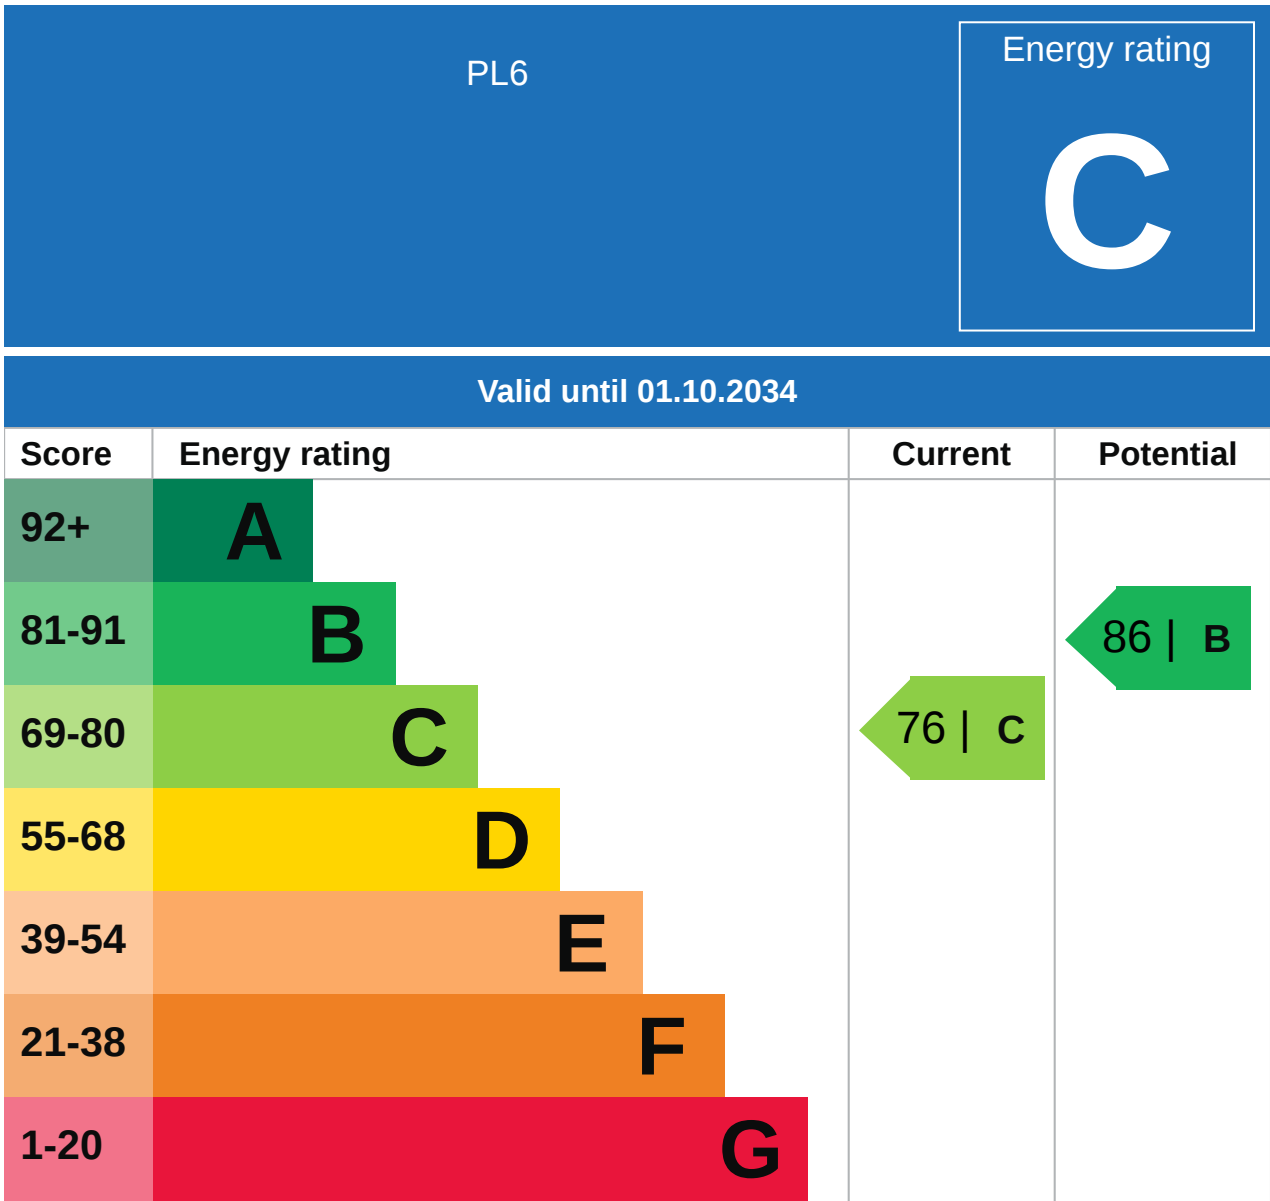 PL6
Energy rating
C
Valid until 01.10.2034
Score Energy rating Current Potential
92+ A
81-91 B 86 | B
69-80 C 76 | C
55-68 D
39-54 E
21-38 F
1-20 G